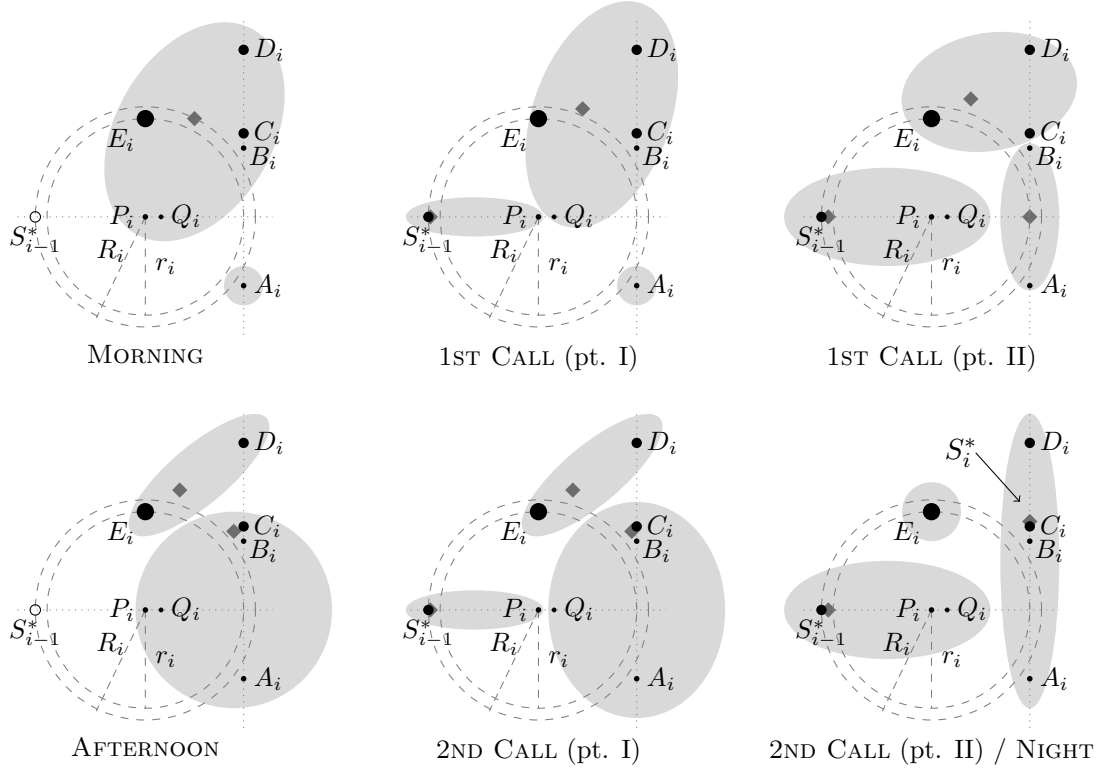 D_i
C_i
E_i
B_i
P_i Q_i
S^*_{i-1}
R_i
r_i
A_i
MORNING
D_i
C_i
E_i
B_i
P_i Q_i
S^*_{i-1}
R_i
r_i
A_i
1ST CALL (pt. I)
D_i
C_i
E_i
B_i
P_i Q_i
S^*_{i-1}
R_i
r_i
A_i
1ST CALL (pt. II)
D_i
C_i
E_i
B_i
P_i Q_i
S^*_{i-1}
R_i
r_i
A_i
AFTERNOON
D_i
C_i
E_i
B_i
P_i Q_i
S^*_{i-1}
R_i
r_i
A_i
2ND CALL (pt. I)
D_i
S^*_i
C_i
E_i
B_i
P_i Q_i
S^*_{i-1}
R_i
r_i
A_i
2ND CALL (pt. II) / NIGHT